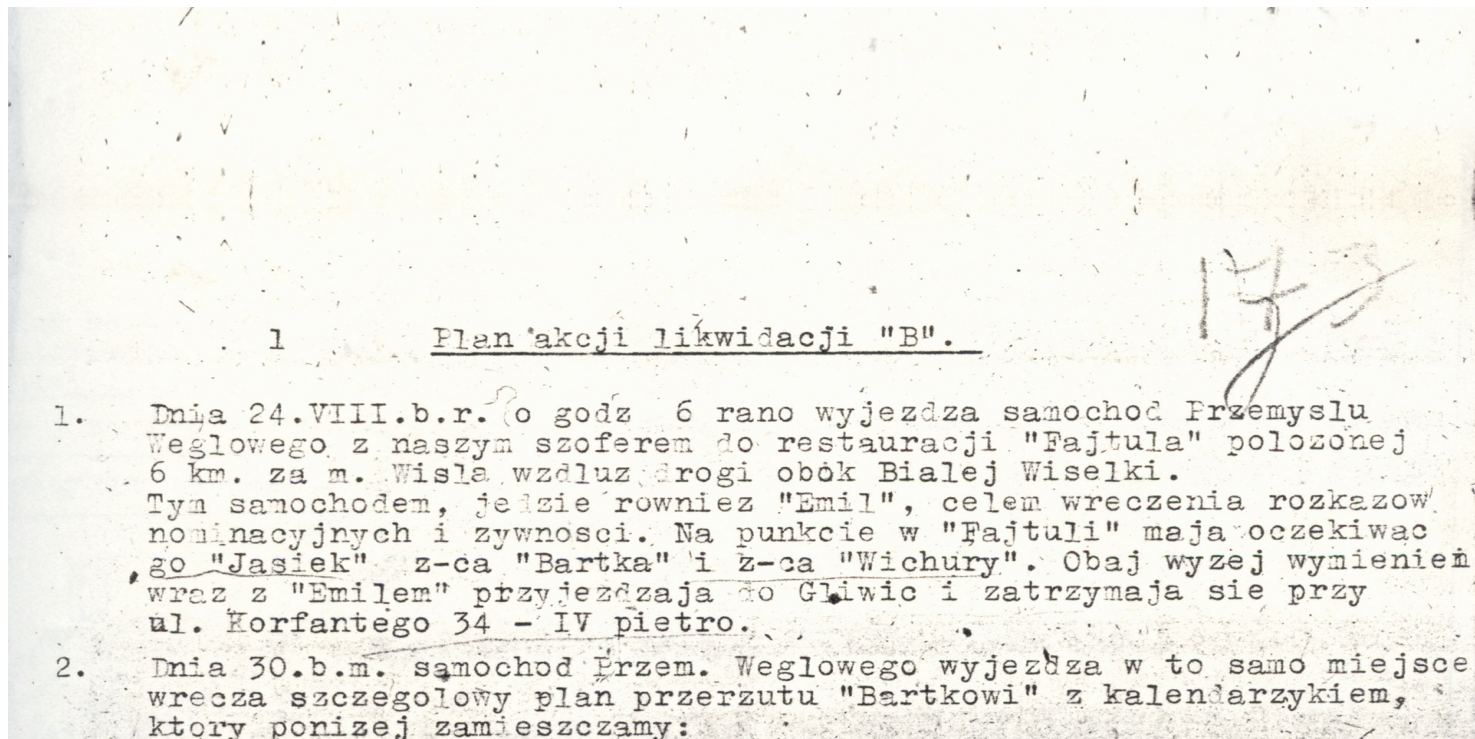 1 Plan akcji likwidacji "B".
1. Dnia 24.VIII.b.r. o godz 6 rano wyjezdza samochod Przemyslu
Weglowego z naszym szoferem do restauracji "Fajtula" polozonej
6 km. za m. Wisla wzdluz drogi obok Bialej Wiselki.
Tym samochodem, jedzie rowniez "Emil", celem wreczenia rozkazow
nominacyjnych i zywnosci. Na punkcie w "Fajtuli" maja oczekiwac
go "Jasiek" z-ca "Bartka" i z-ca "Wichury". Obaj wyzej wymienien
wraz z "Emilem" przyjezdzaja do Gliwic i zatrzymaja sie przy
ul. Korfantego 34 - IV pietro.
2. Dnia 30.b.m. samochod Przem. Weglowego wyjezdza w to samo miejsce
wrecza szczegolowy plan przerzutu "Bartkowi" z kalendarzykiem,
ktory ponizej zamieszczamy: